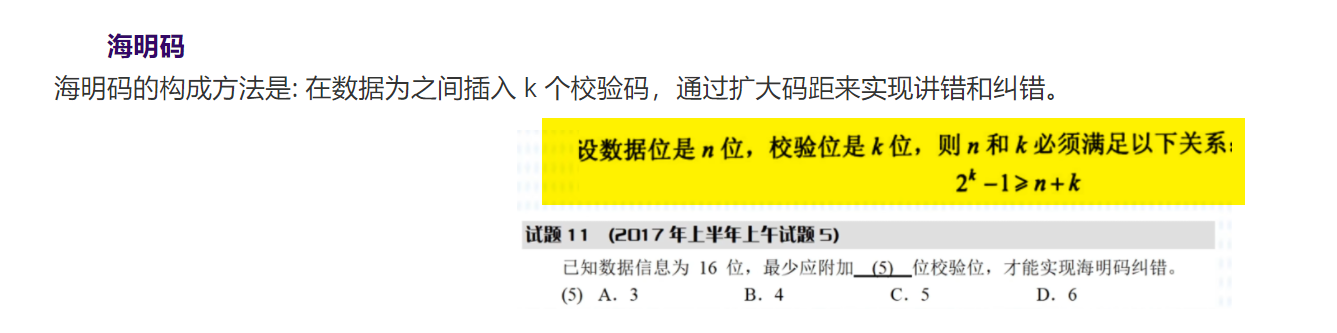 海明码
海明码的构成方法是: 在数据为之间插入 k 个校验码，通过扩大码距来实现讲错和纠错。
设数据位是 n 位，校验位是 k 位，则 n 和 k 必须满足以下关系:
2ᵏ −1⩾n+k
试题 11 (2017 年上半年上午试题 5)
已知数据信息为 16 位，最少应附加 (5) 位校验位，才能实现海明码纠错。
(5) A. 3 B. 4 C. 5 D. 6